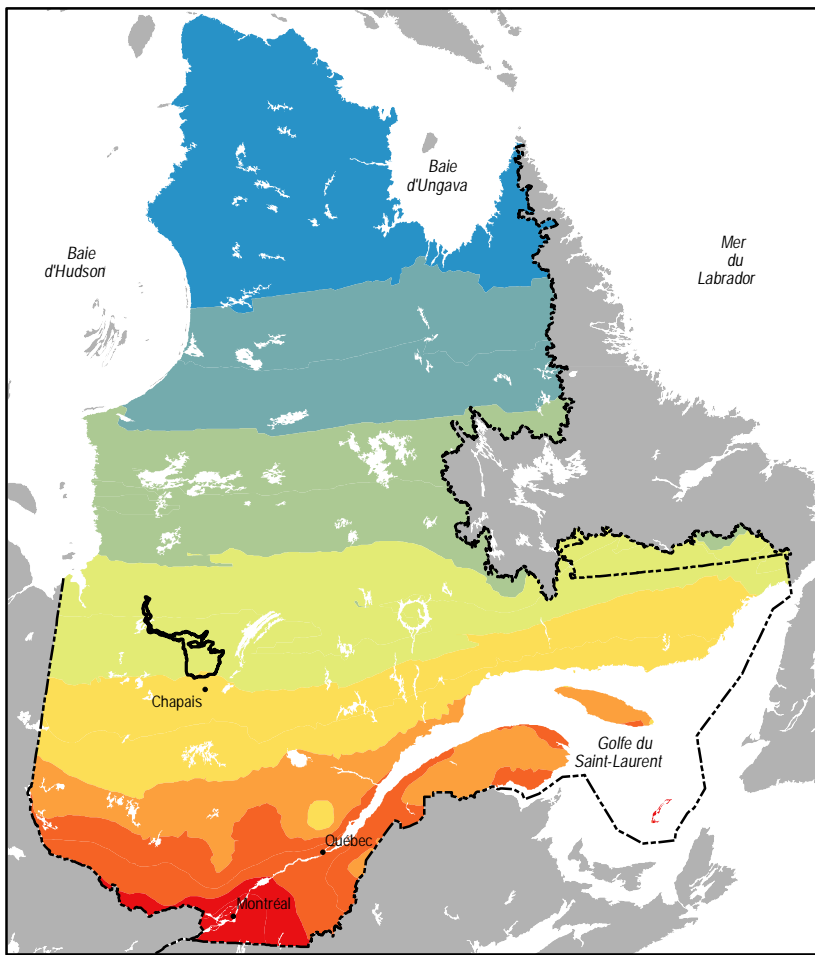 Baie
d'Ungava
Mer
du
Labrador
Baie
d'Hudson
Chapais
Golfe du
Saint-Laurent
Québec
Montréal